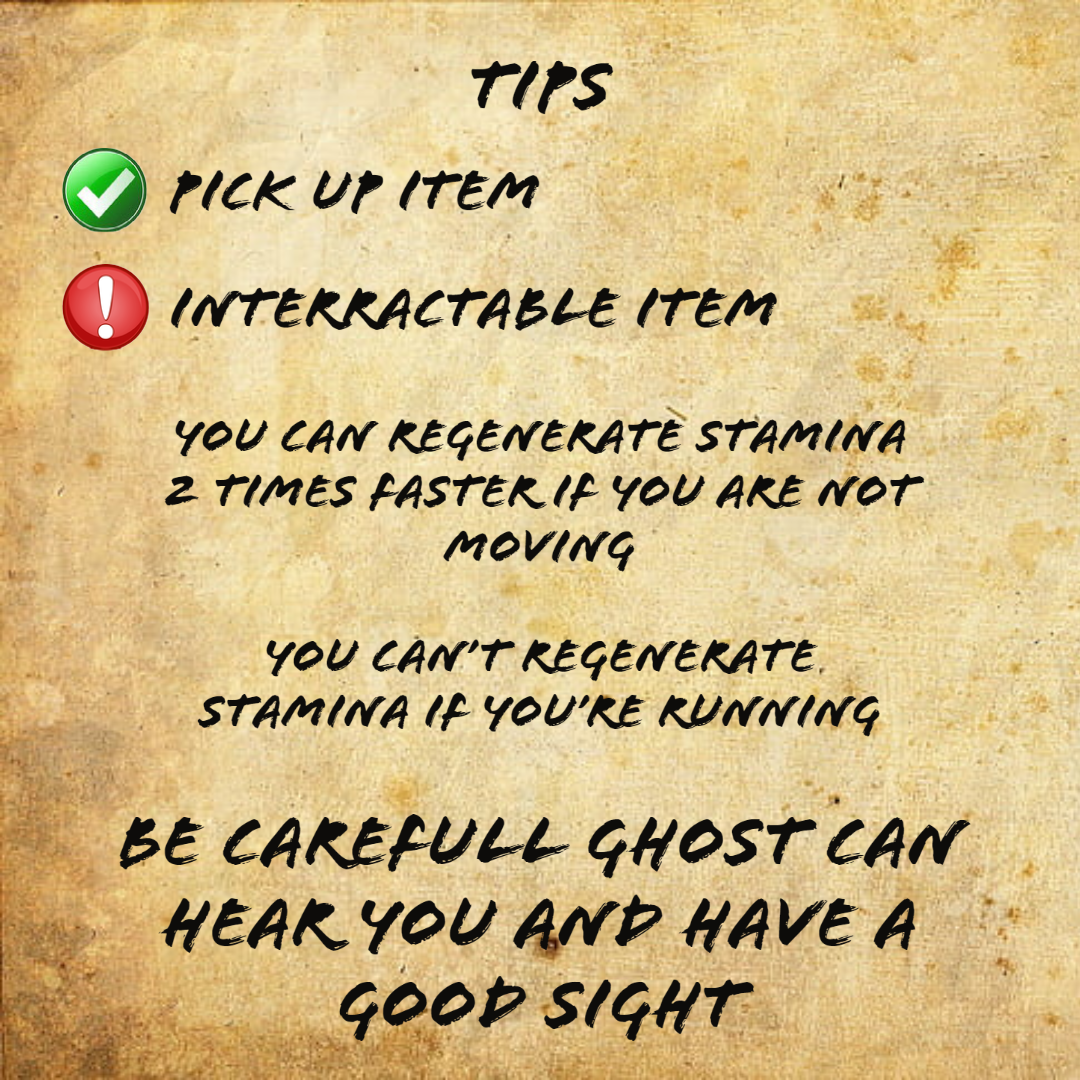 TIPS
PICK UP ITEM
INTERRACTABLE ITEM
YOU CAN REGENERATE STAMINA
2 TIMES FASTER IF YOU ARE NOT
MOVING
YOU CAN'T REGENERATE
STAMINA IF YOU'RE RUNNING
BE CAREFULL GHOST CAN
HEAR YOU AND HAVE A
GOOD SIGHT